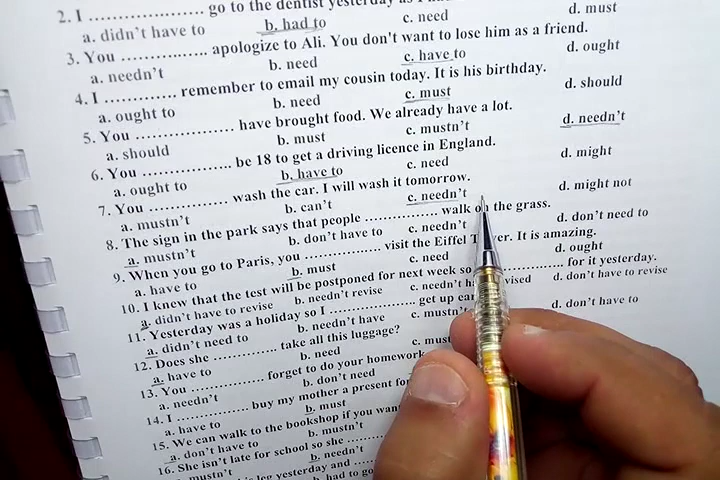 2. I ………………… go to the dentist yesterday
a. didn't have to b. had to c. need d. must
3. You ……………… apologize to Ali. You don't want to lose him as a friend.
a. needn't b. need c. have to d. ought
4. I …………… remember to email my cousin today. It is his birthday.
a. ought to b. need c. must d. should
5. You ………………… have brought food. We already have a lot.
a. should b. must c. mustn't d. needn't
6. You ………………… be 18 to get a driving licence in England.
a. ought to b. have to c. need d. might
7. You …………… wash the car. I will wash it tomorrow.
a. mustn't b. can't c. needn't d. might not
8. The sign in the park says that people …………… walk on the grass.
a. mustn't b. don't have to c. needn't d. don't need to
9. When you go to Paris, you …………… visit the Eiffel Tower. It is amazing.
a. have to b. must c. need d. ought
10. I knew that the test will be postponed for next week so ……………… for it yesterday.
a. didn't have to revise b. needn't revise c. needn't d. don't have to revise
11. Yesterday was a holiday so I ……………… get up
a. didn't need to b. needn't have c. mustn't d. don't have to
12. Does she …………… take all this luggage?
a. have to b. need c.
13. You …………… forget to do your homework
a. needn't b. don't need
14. I …………… buy my mother a present for
a. have to b. must
15. We can walk to the bookshop if you want
a. don't have to b. mustn't
16. She isn't late for school so she ………
mustn't b. needn't
leg yesterday and ……
b. had to go